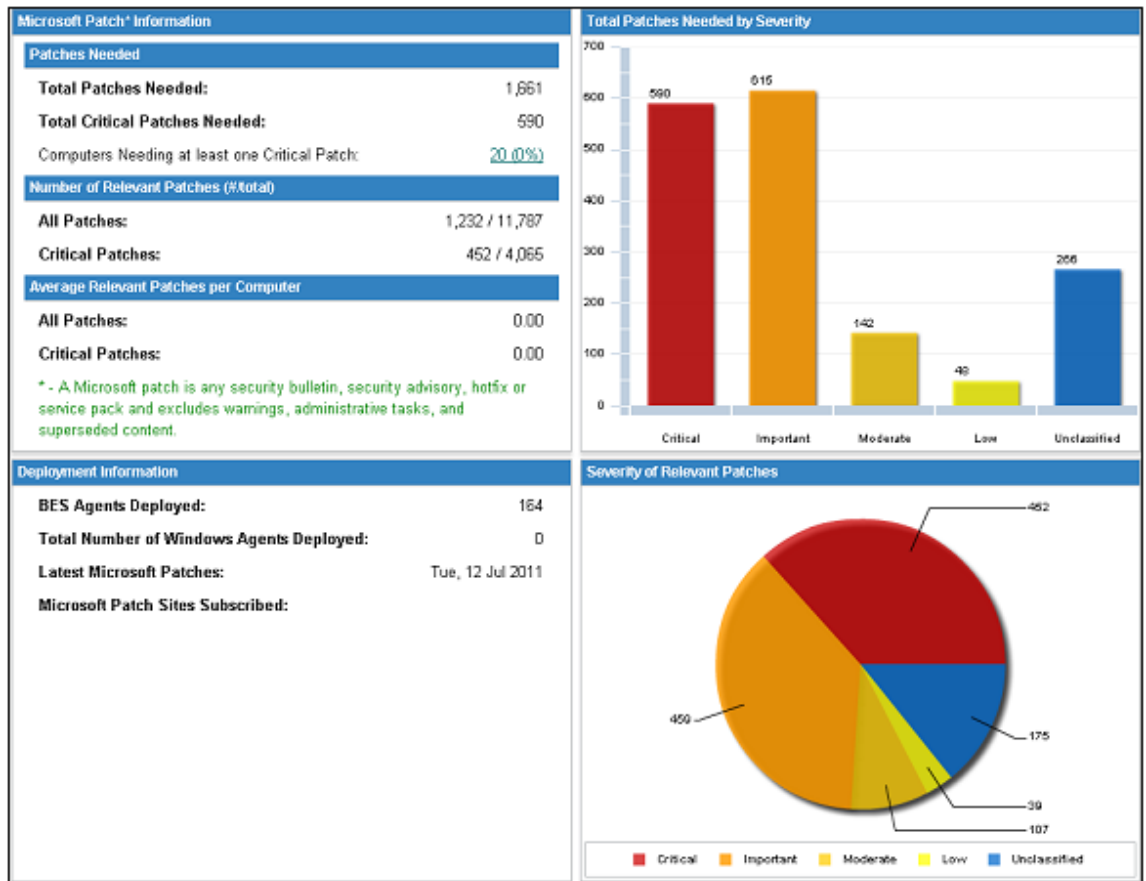 Microsoft Patch* Information
Patches Needed
Total Patches Needed: 1,661
Total Critical Patches Needed: 590
Computers Needing at least one Critical Patch: 20 (0%)
Number of Relevant Patches (#/total)
All Patches: 1,232 / 11,787
Critical Patches: 452 / 4,065
Average Relevant Patches per Computer
All Patches: 0.00
Critical Patches: 0.00
* - A Microsoft patch is any security bulletin, security advisory, hotfix or
service pack and excludes warnings, administrative tasks, and
superseded content.
Total Patches Needed by Severity
700
600
500
400
300
200
100
0
590
615
142
48
266
Critical
Important
Moderate
Low
Unclassified
Deployment Information
BES Agents Deployed: 164
Total Number of Windows Agents Deployed: 0
Latest Microsoft Patches: Tue, 12 Jul 2011
Microsoft Patch Sites Subscribed:
Severity of Relevant Patches
452
459
175
39
107
Critical
Important
Moderate
Low
Unclassified